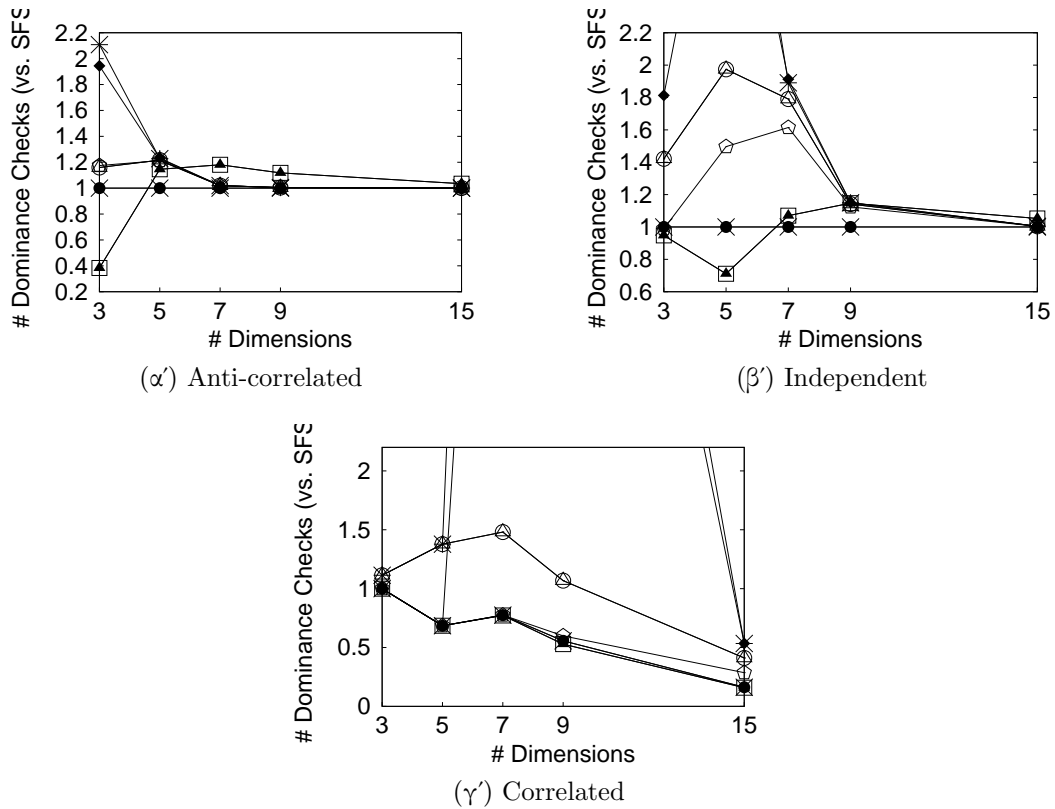 # Dominance Checks (vs. SFS
2.2
2
1.8
1.6
1.4
1.2
1
0.8
0.6
0.4
0.2
3 5 7 9 15
# Dimensions
(α′) Anti-correlated
# Dominance Checks (vs. SFS
2.2
2
1.8
1.6
1.4
1.2
1
0.8
0.6
3 5 7 9 15
# Dimensions
(β′) Independent
# Dominance Checks (vs. SFS
2
1.5
1
0.5
0
3 5 7 9 15
# Dimensions
(γ′) Correlated